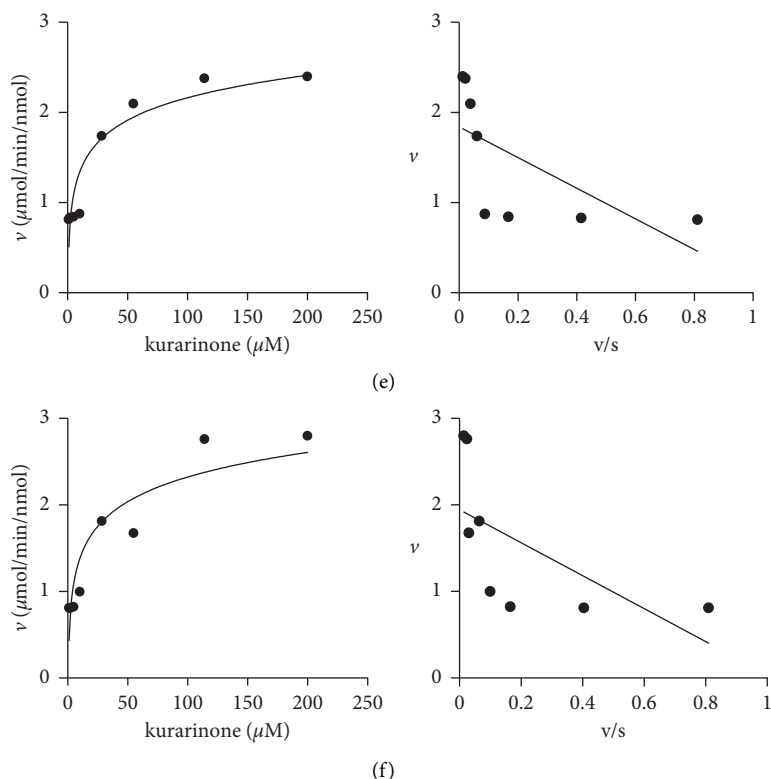 3
2
1
0
ν (μmol/min/nmol)
0 50 100 150 200 250
kurarinone (μM)
3
2
ν
1
0
0 0.2 0.4 0.6 0.8 1
v/s
(e)
3
2
1
0
ν (μmol/min/nmol)
0 50 100 150 200 250
kurarinone (μM)
3
2
ν
1
0
0 0.2 0.4 0.6 0.8 1
v/s
(f)